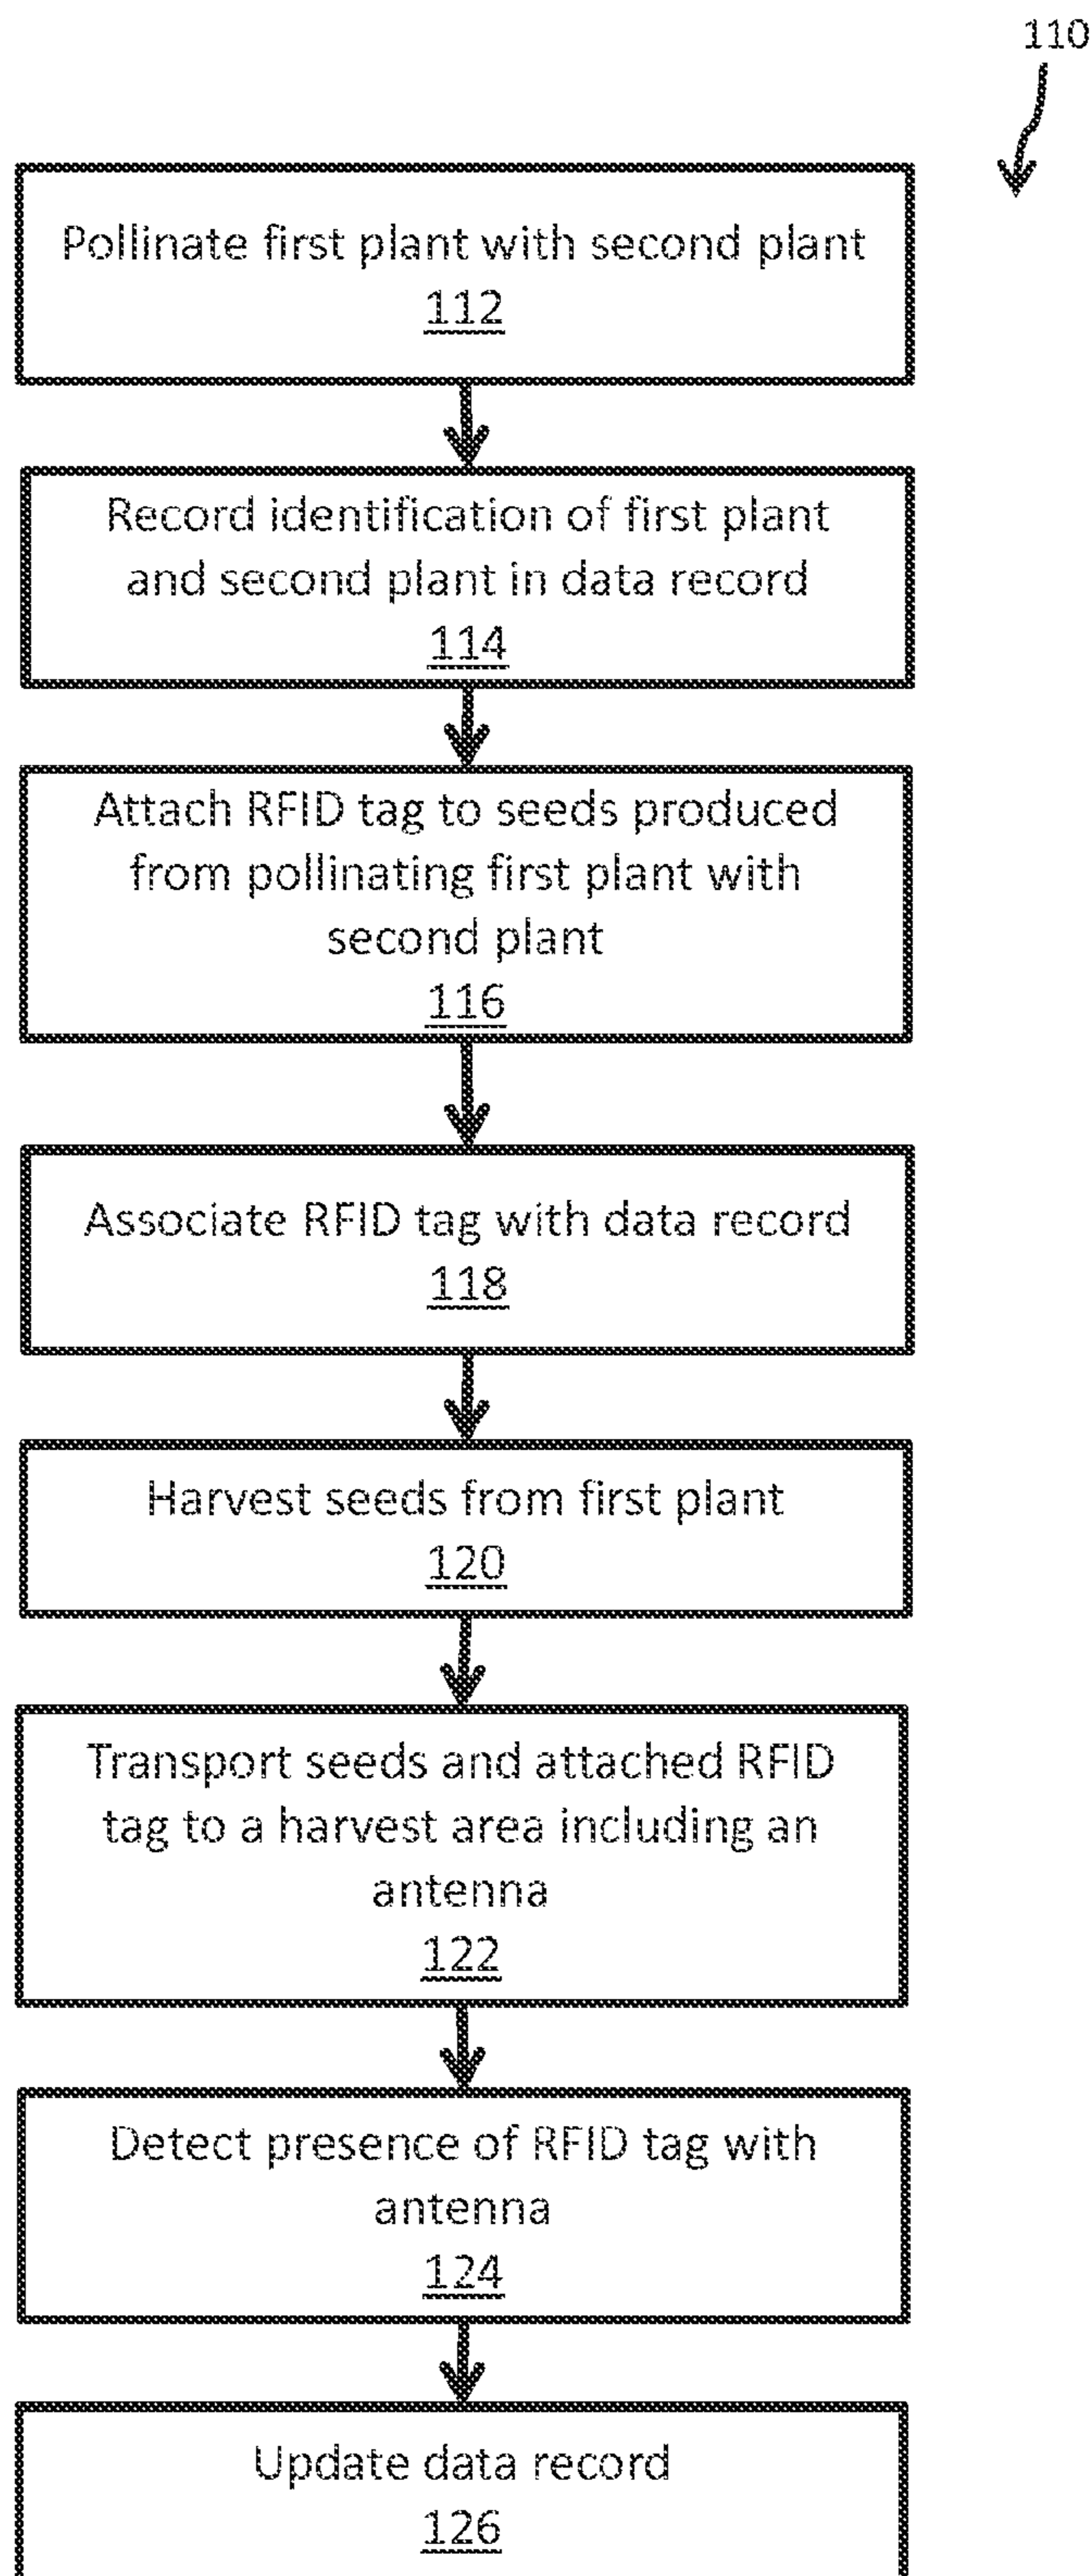 110
Pollinate first plant with second plant
112
Record identification of first plant
and second plant in data record
114
Attach RFID tag to seeds produced
from pollinating first plant with
second plant
116
Associate RFID tag with data record
118
Harvest seeds from first plant
120
Transport seeds and attached RFID
tag to a harvest area including an
antenna
122
Detect presence of RFID tag with
antenna
124
Update data record
126